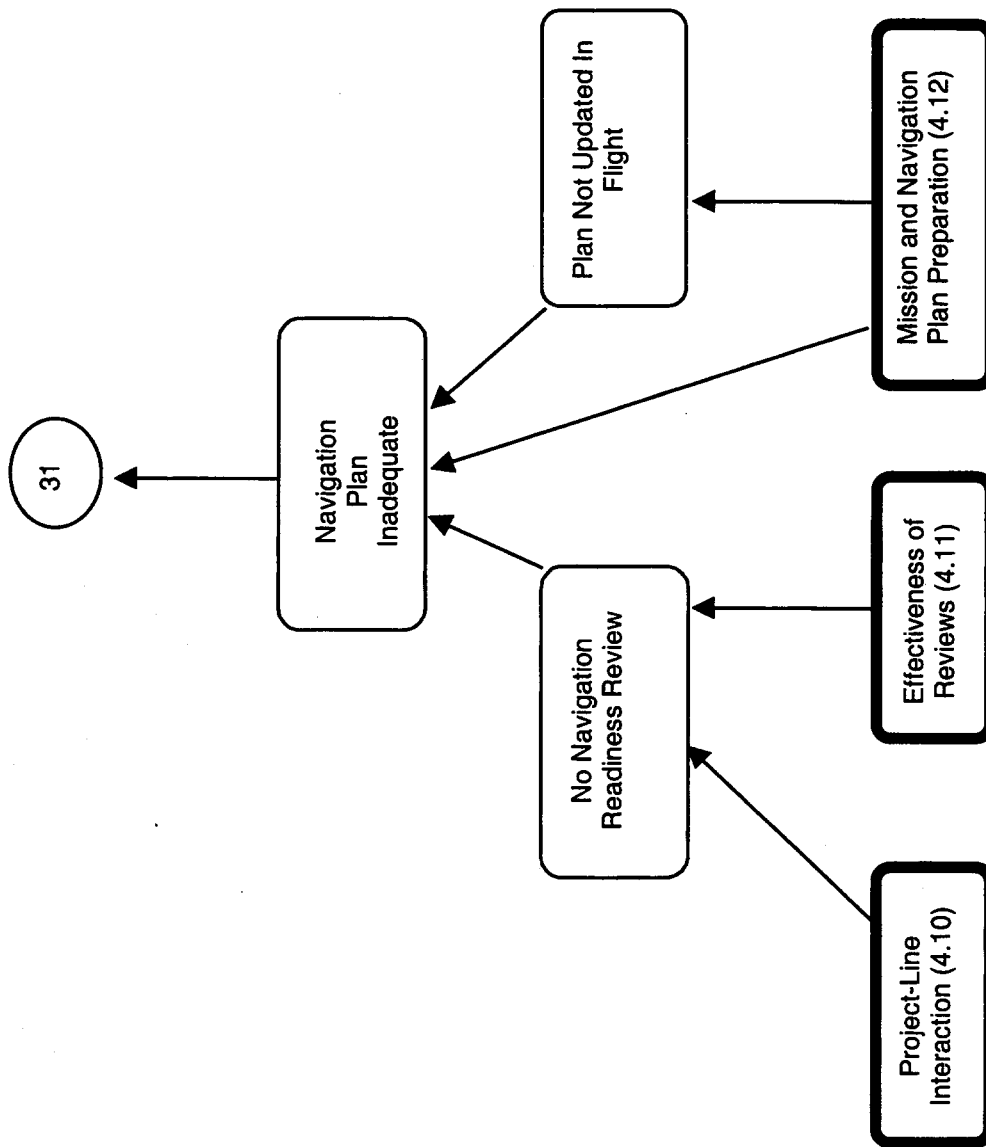 31
Navigation
Plan
Inadequate
No Navigation
Readiness Review
Plan Not Updated In
Flight
Project-Line
Interaction (4.10)
Effectiveness of
Reviews (4.11)
Mission and Navigation
Plan Preparation (4.12)